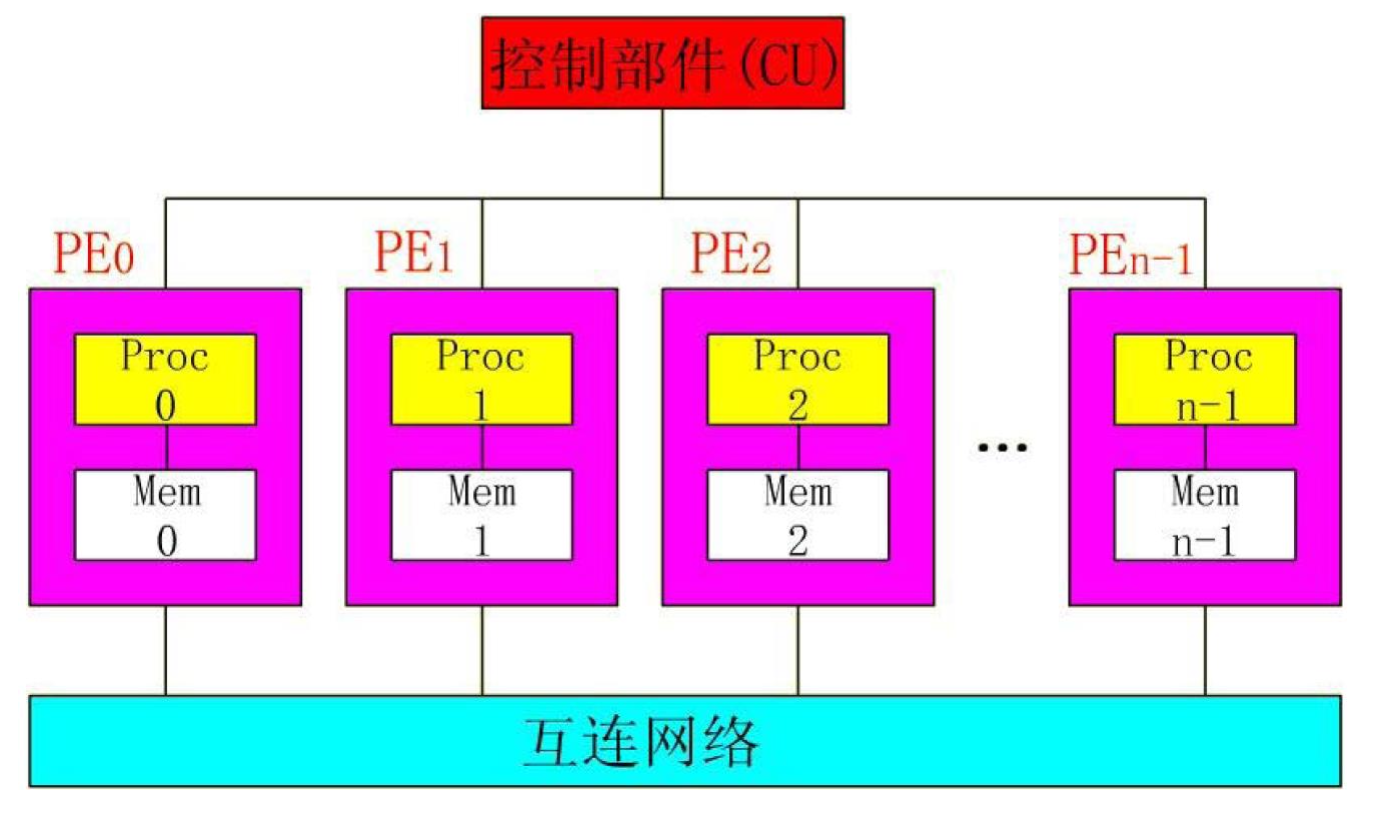 控制部件(CU)
PE0 PE1 PE2 PEn-1
Proc Proc Proc Proc
0 1 2 n-1
...
Mem Mem Mem Mem
0 1 2 n-1
互连网络